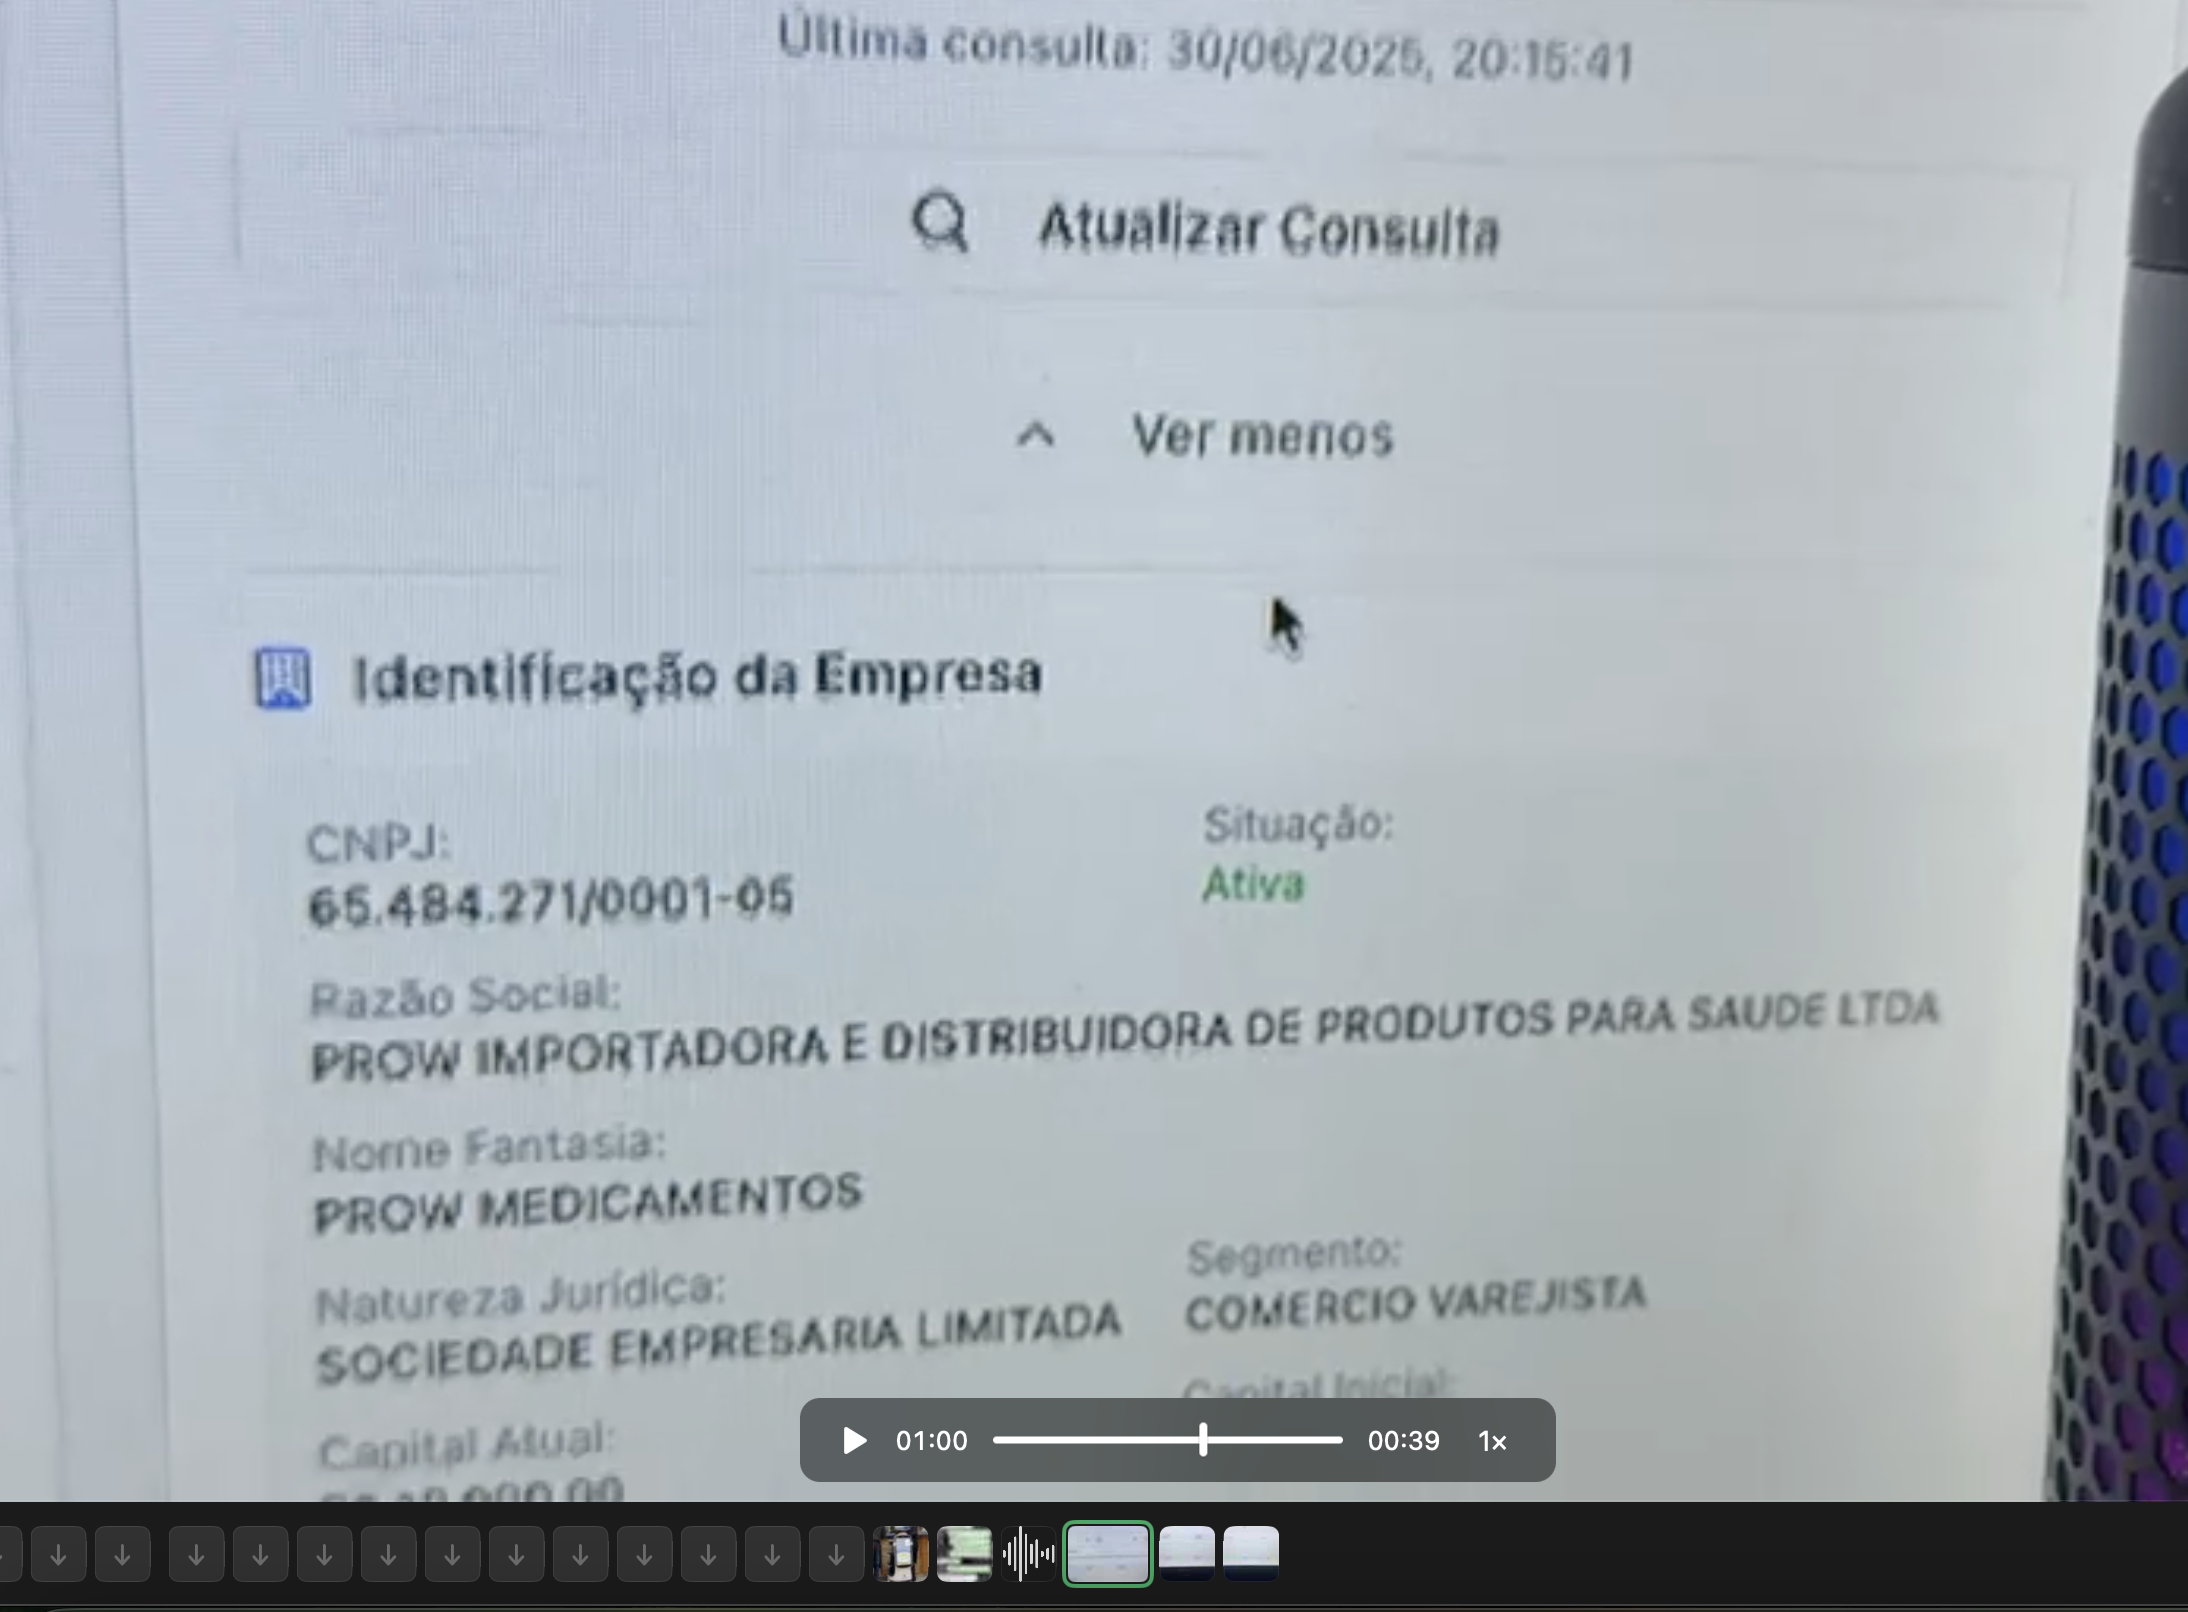 Última consulta: 30/06/2025, 20:15:41
Atualizar Consulta
Ver menos
Identificação da Empresa
CNPJ:
65.484.271/0001-05
Situação:
Ativa
Razão Social:
PROW IMPORTADORA E DISTRIBUIDORA DE PRODUTOS PARA SAUDE LTDA
Nome Fantasia:
PROW MEDICAMENTOS
Natureza Jurídica:
SOCIEDADE EMPRESARIA LIMITADA
Segmento:
COMERCIO VAREJISTA
Capital Atual:
Capital Inicial:
01:00
00:39
1×